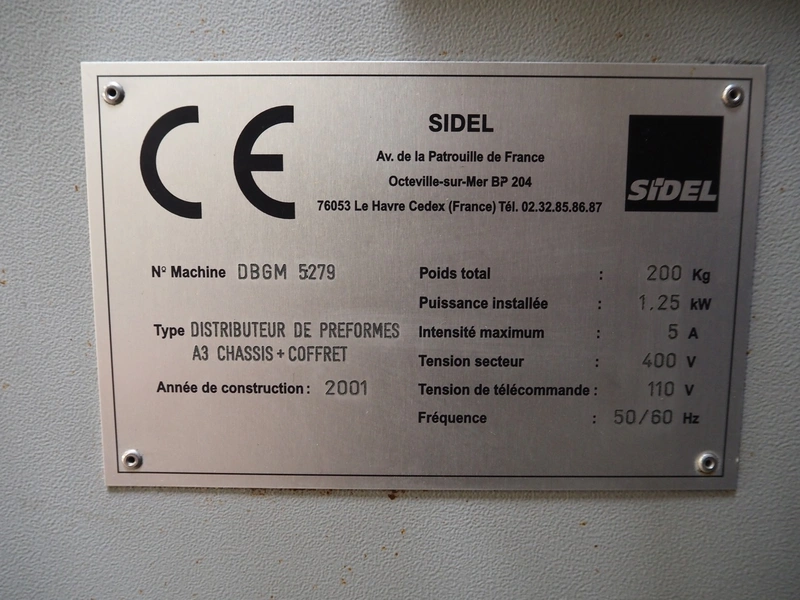 CE
SIDEL
Av. de la Patrouille de France
Octeville-sur-Mer BP 204
76053 Le Havre Cedex (France) Tél. 02.32.85.86.87
SIDEL
Nº Machine DBGM 5279
Type DISTRIBUTEUR DE PREFORMES
A3 CHASSIS + COFFRET
Année de construction : 2001
Poids total : 200 Kg
Puissance installée : 1.25 kW
Intensité maximum : 5 A
Tension secteur : 400 V
Tension de télécommande : 110 V
Fréquence : 50/60 Hz